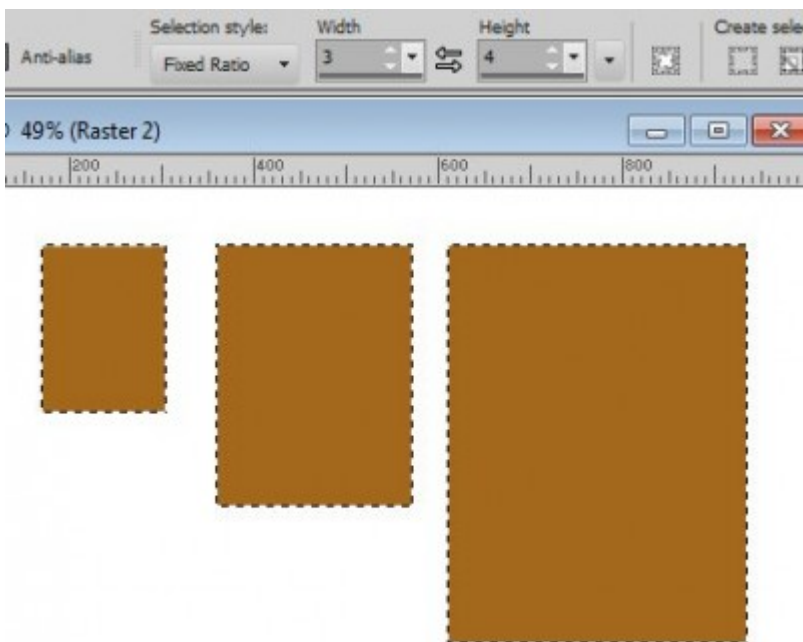 Selection style: Width Height Create sele
Anti-alias Fixed Ratio 3 4
49% (Raster 2)
200 400 600 800